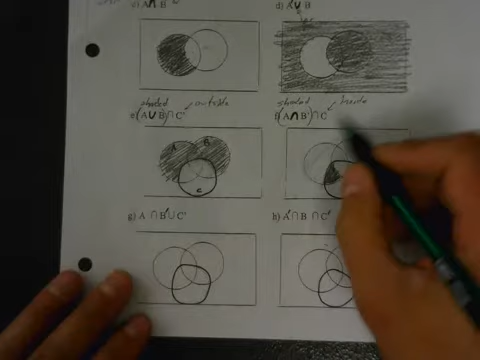 c) A ∩ B'
d) A' ∪ B
shaded outside
shaded inside
e) (A ∪ B) ∩ C'
f) (A ∩ B') ∩ C
A B
C
g) A ∩ B' ∪ C'
h) A' ∩ B ∩ C'